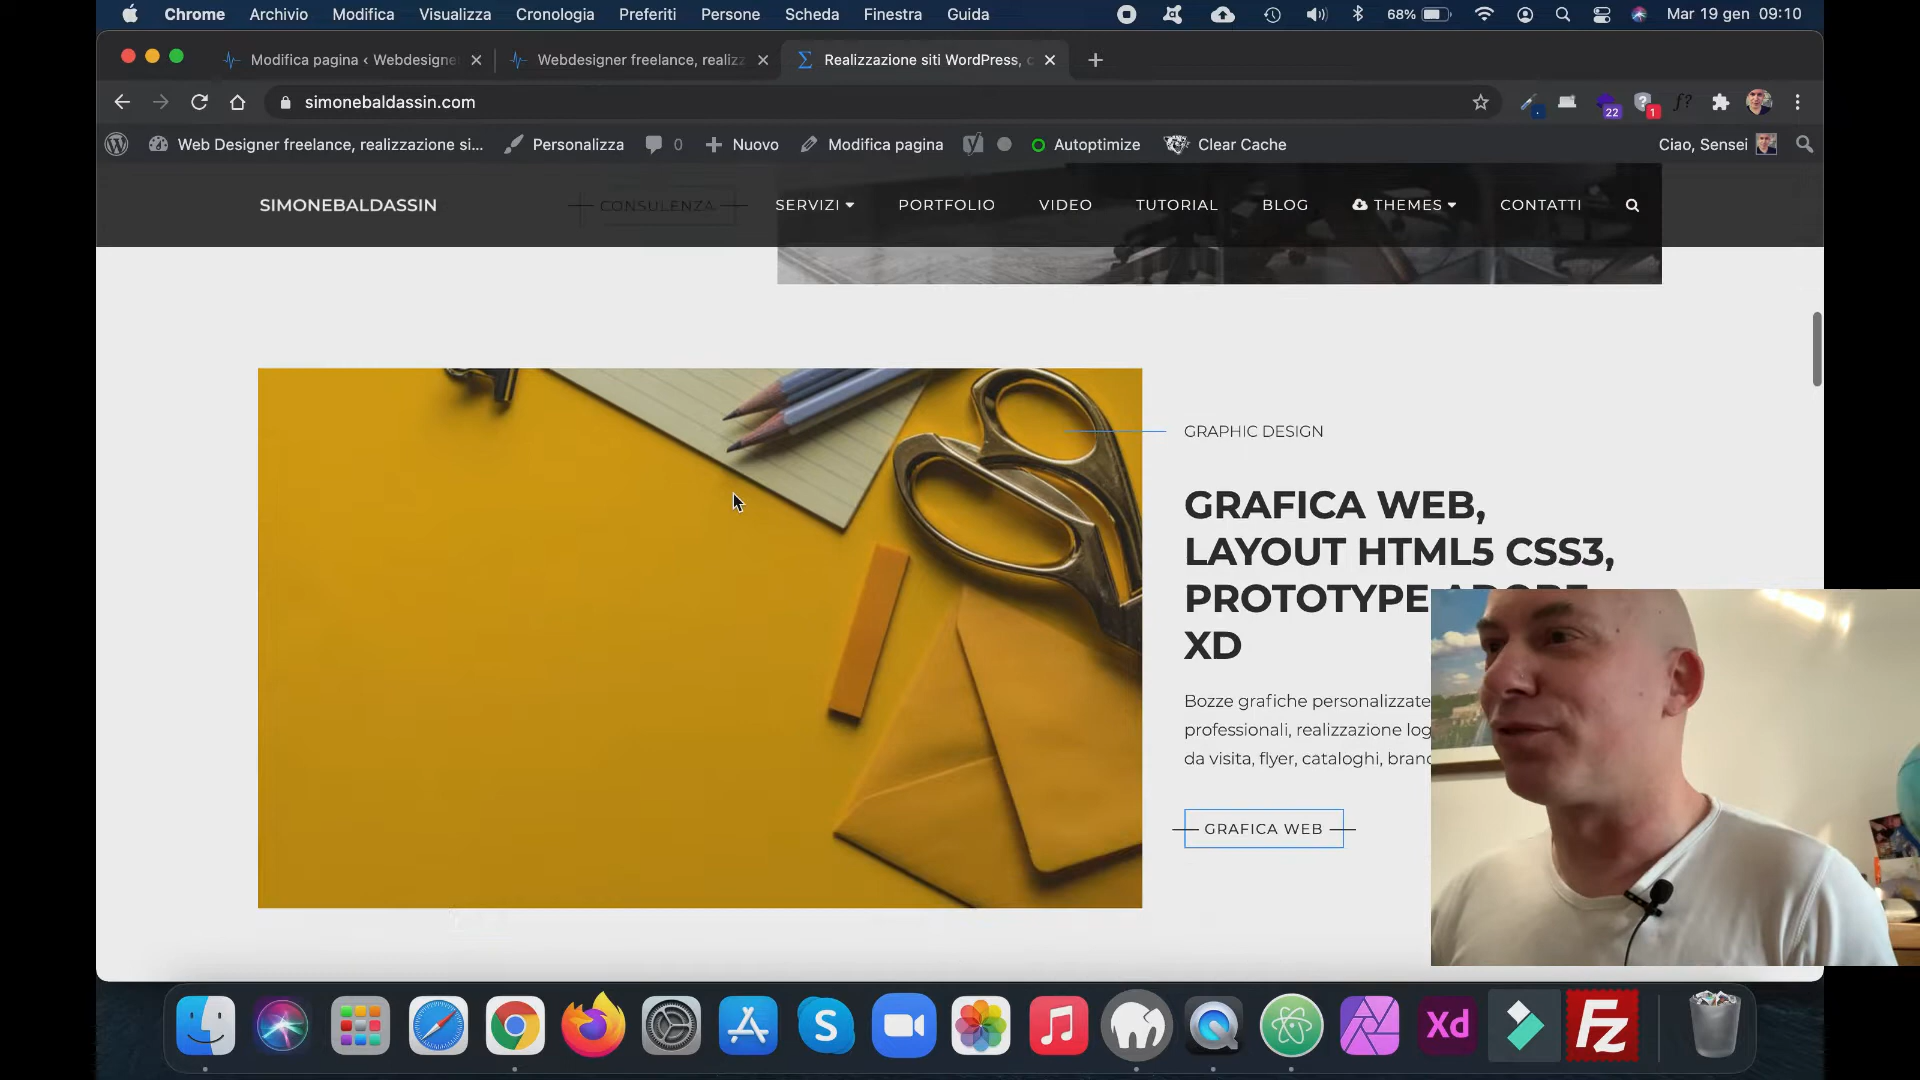 Chrome Archivio Modifica Visualizza Cronologia Preferiti Persone Scheda Finestra Guida 68% Mar 19 gen 09:10
Modifica pagina ‹ Webdesigne Webdesigner freelance, realizz Realizzazione siti WordPress, c
simonebaldassin.com 22 1 f?
Web Designer freelance, realizzazione si... Personalizza 0 Nuovo Modifica pagina Autoptimize Clear Cache Ciao, Sensei
SIMONEBALDASSIN CONSULENZA SERVIZI PORTFOLIO VIDEO TUTORIAL BLOG THEMES CONTATTI
GRAPHIC DESIGN
GRAFICA WEB,
LAYOUT HTML5 CSS3,
PROTOTYPE ADOBE
XD
Bozze grafiche personalizzate
professionali, realizzazione log
da visita, flyer, cataloghi, bran
GRAFICA WEB
S Xd Fz